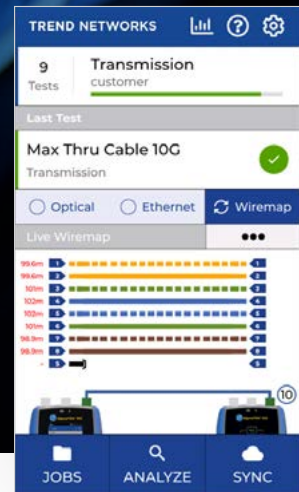 TREND NETWORKS
9 Transmission
Tests customer
Last Test
Max Thru Cable 10G
Transmission
Optical Ethernet Wiremap
Live Wiremap •••
99.6m 1 1
99.6m 2 2
101m 3 3
102m 4 4
102m 5 5
101m 6 6
98.9m 7 7
98.9m 8 8
- S S
10
JOBS ANALYZE SYNC